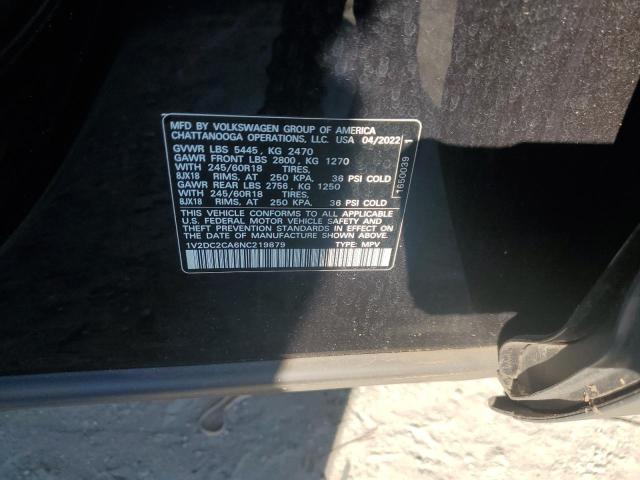 MFD BY VOLKSWAGEN GROUP OF AMERICA
CHATTANOOGA OPERATIONS, LLC. USA 04/2022
GVWR LBS 5445, KG 2470
GAWR FRONT LBS 2800, KG 1270
WITH 245/60R18 TIRES,
8JX18 RIMS, AT 250 KPA. 36 PSI COLD
GAWR REAR LBS 2756, KG 1250
WITH 245/60R18 TIRES,
8JX18 RIMS, AT 250 KPA. 36 PSI COLD
THIS VEHICLE CONFORMS TO ALL APPLICABLE
U.S. FEDERAL MOTOR VEHICLE SAFETY AND
THEFT PREVENTION STANDARDS IN EFFECT ON
DATE OF MANUFACTURE SHOWN ABOVE.
1V2DC2CA6NC219879 TYPE: MPV
1650039 1